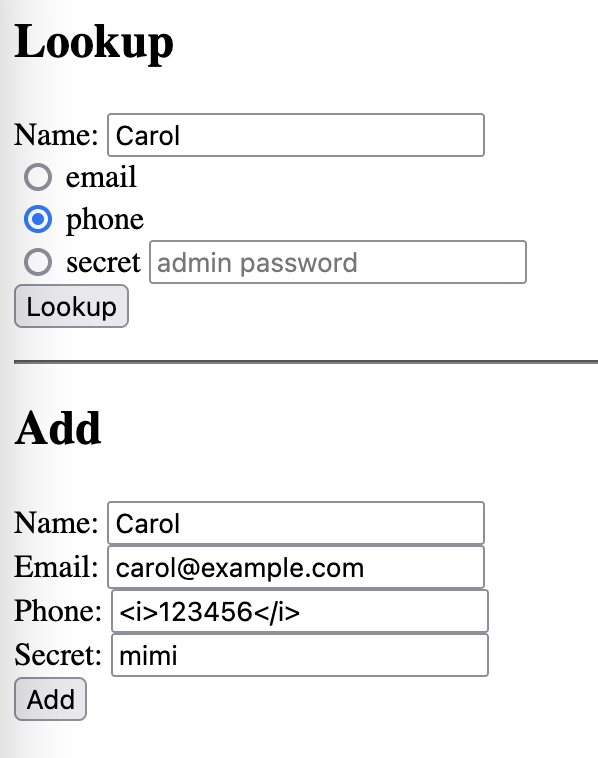 Lookup
Name: Carol
email
phone
secret admin password
Lookup
Add
Name: Carol
Email: carol@example.com
Phone: <i>123456</i>
Secret: mimi
Add